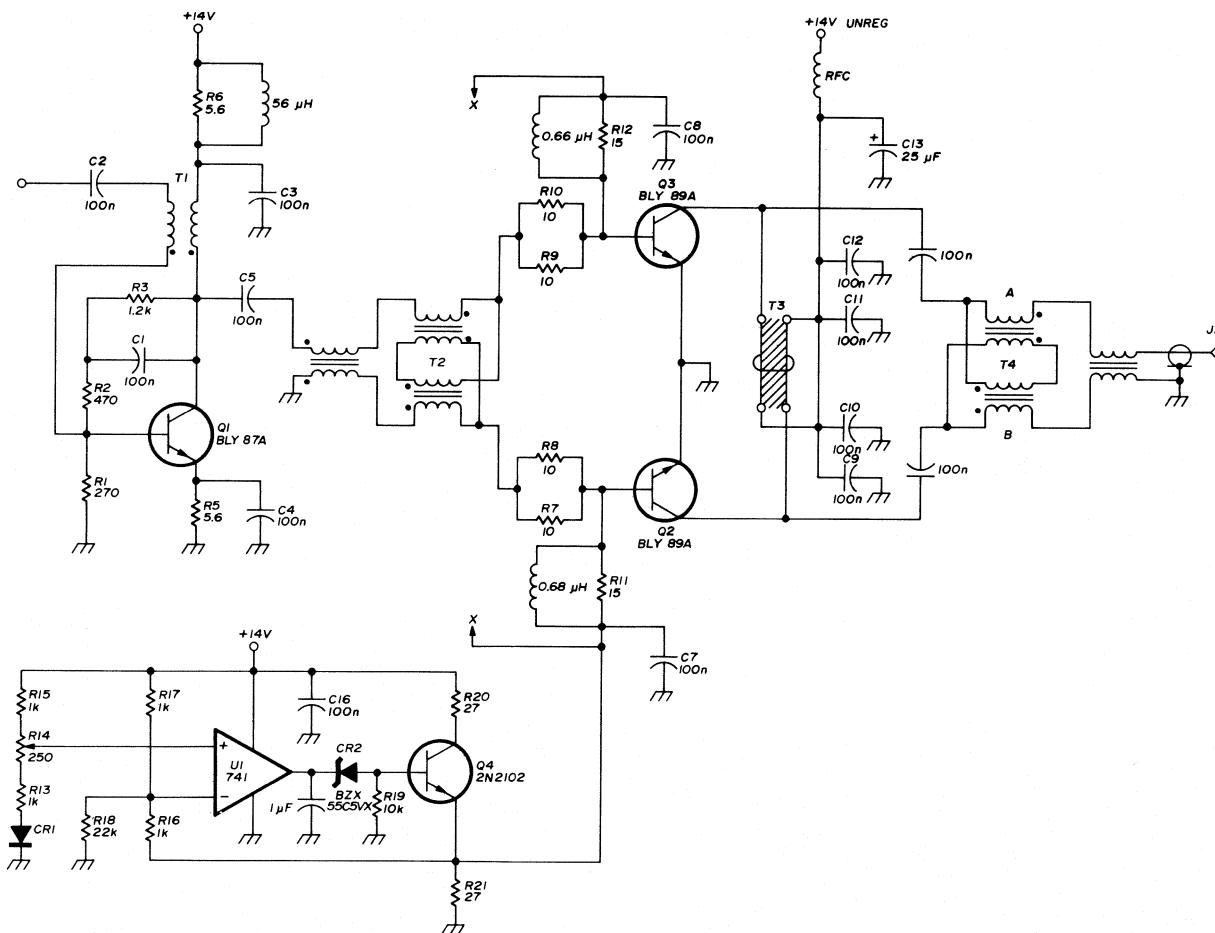 +14V
R6
5.6
56 µH
C2
100n
T1
C3
100n
R3
1.2k
C1
100n
R2
470
C5
100n
Q1
BLY 87A
R1
270
R5
5.6
C4
100n
T2
X
0.66 µH
R12
15
C8
100n
R10
10
R9
10
Q3
BLY 89A
R8
10
R7
10
Q2
BLY 89A
0.68 µH
R11
15
X
C7
100n
+14V UNREG
RFC
+
C13
25 µF
C12
100n
C11
100n
T3
C10
100n
C9
100n
100n
A
T4
B
100n
J
+14V
R15
1k
R14
250
R13
1k
CR1
R17
1k
R18
22k
R16
1k
+
-
U1
741
C16
100n
1 µF
CR2
BZX
55C5VX
R19
10k
R20
27
Q4
2N2102
R21
27